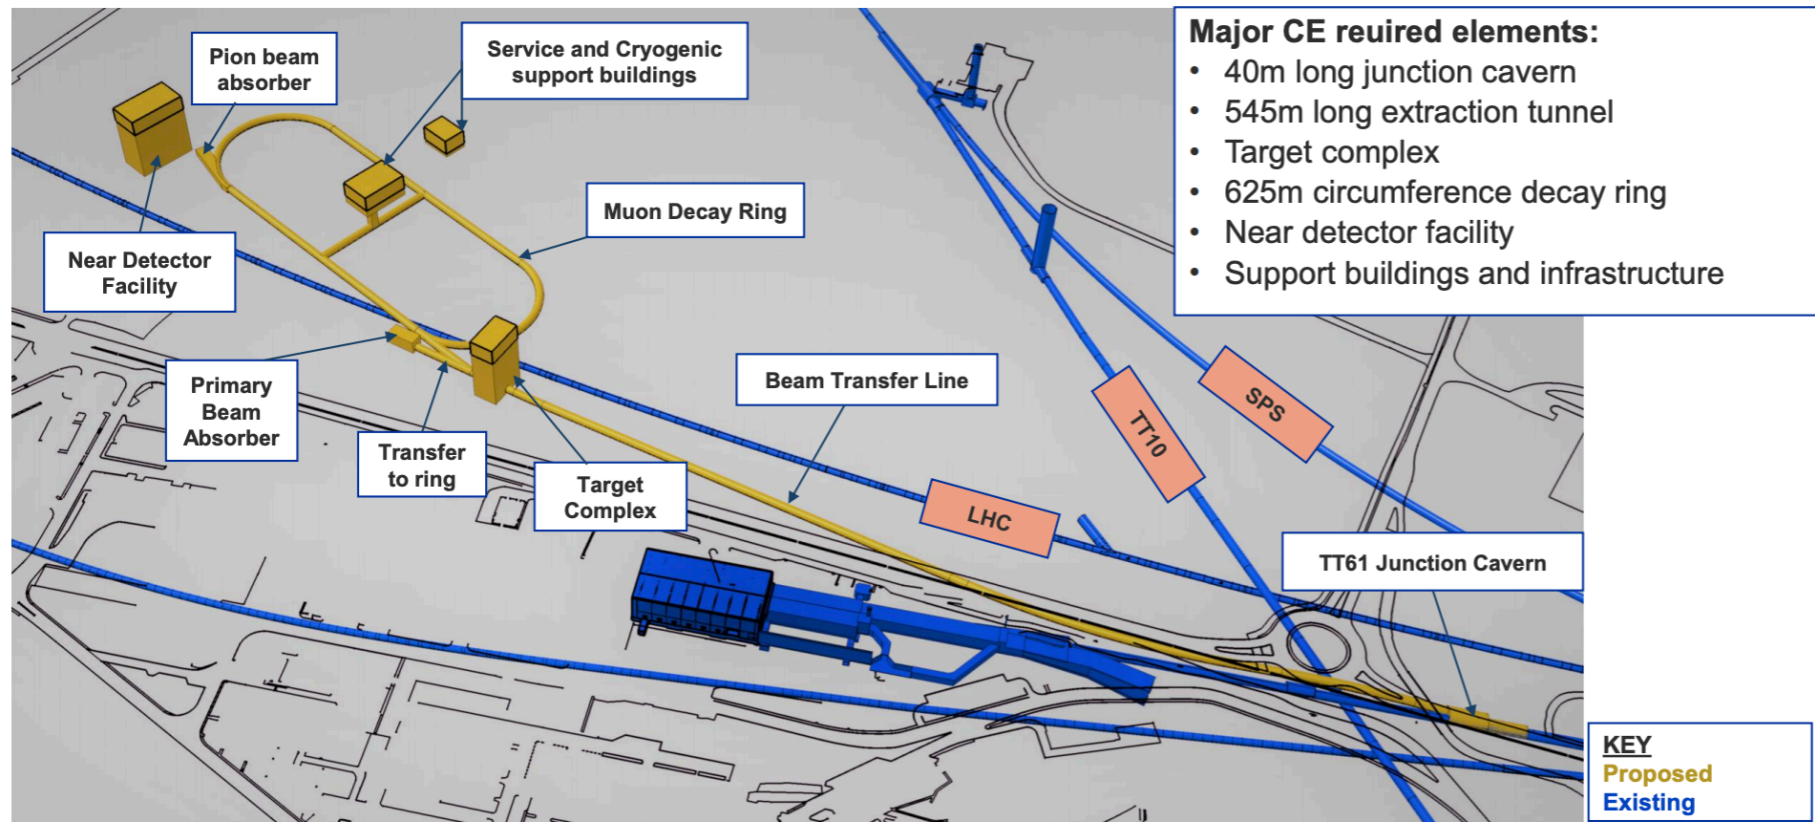 Pion beam
absorber
Service and Cryogenic
support buildings
Major CE reuired elements:
• 40m long junction cavern
• 545m long extraction tunnel
• Target complex
• 625m circumference decay ring
• Near detector facility
• Support buildings and infrastructure
Muon Decay Ring
Near Detector
Facility
Primary
Beam
Absorber
Transfer
to ring
Target
Complex
Beam Transfer Line
SPS
TT10
LHC
TT61 Junction Cavern
KEY
Proposed
Existing